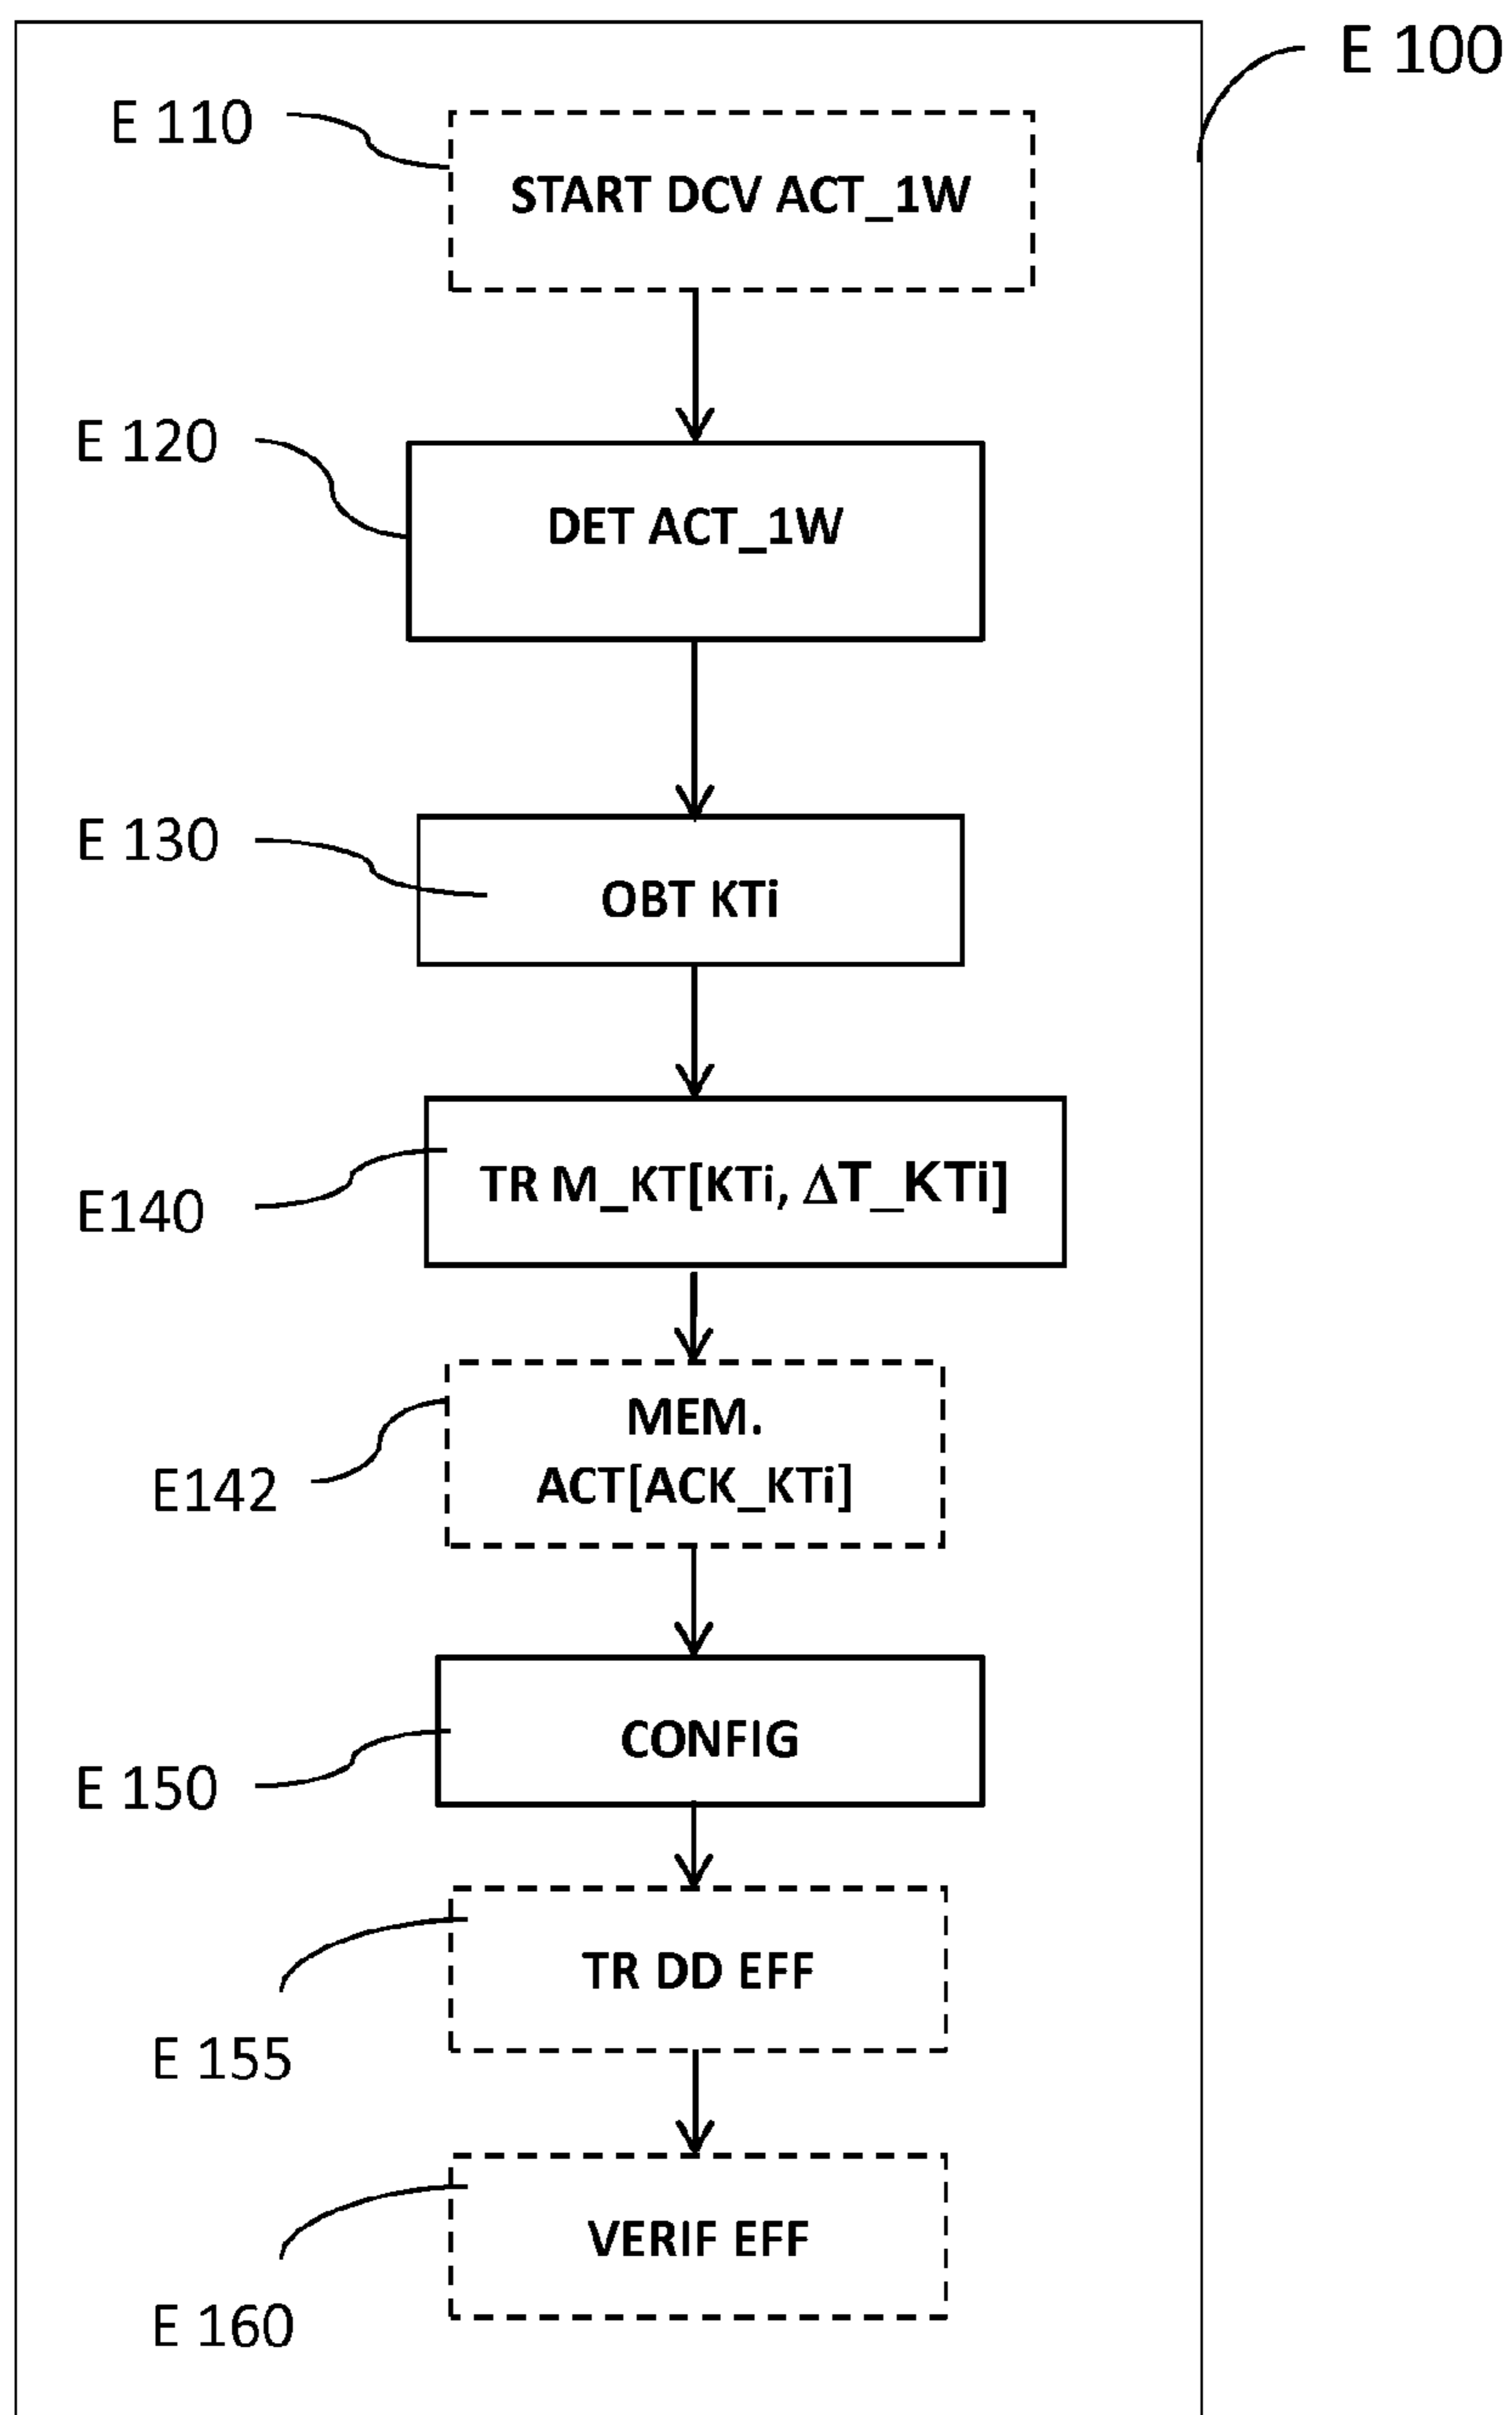 E 100
E 110
START DCV ACT_1W
E 120
DET ACT_1W
E 130
OBT KTi
E140
TR M_KT[KTi, ΔT_KTi]
E142
MEM.
ACT[ACK_KTi]
E 150
CONFIG
E 155
TR DD EFF
E 160
VERIF EFF